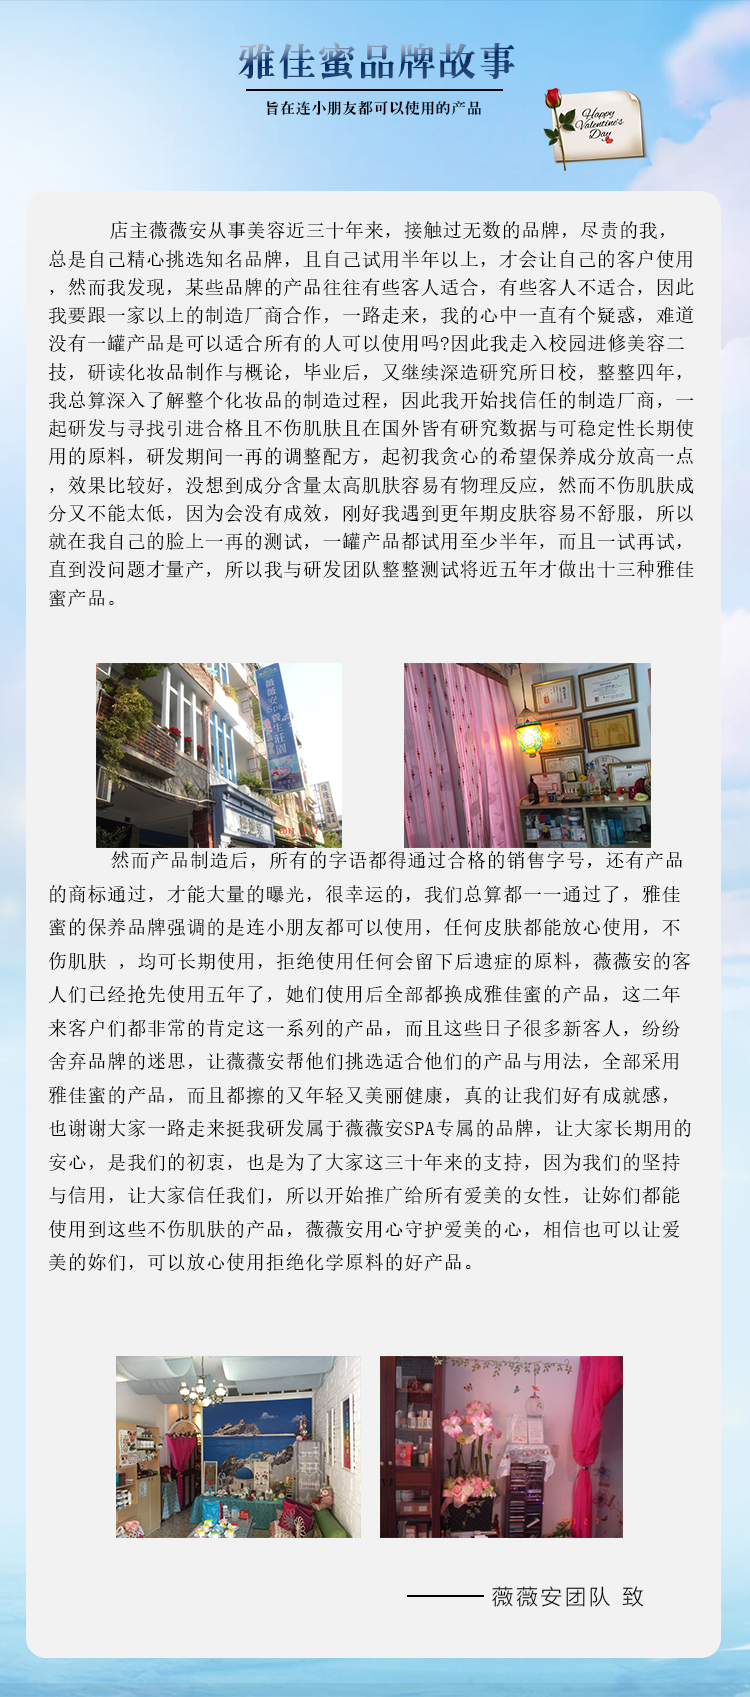 雅佳蜜品牌故事
旨在连小朋友都可以使用的产品
Happy
Valentine's
Day
店主薇薇安从事美容近三十年来，接触过无数的品牌，尽责的我，
总是自己精心挑选知名品牌，且自己试用半年以上，才会让自己的客户使用
，然而我发现，某些品牌的产品往往有些客人适合，有些客人不适合，因此
我要跟一家以上的制造厂商合作，一路走来，我的心中一直有个疑惑，难道
没有一罐产品是可以适合所有的人可以使用吗?因此我走入校园进修美容二
技，研读化妆品制作与概论，毕业后，又继续深造研究所日校，整整四年，
我总算深入了解整个化妆品的制造过程，因此我开始找信任的制造厂商，一
起研发与寻找引进合格且不伤肌肤且在国外皆有研究数据与可稳定性长期使
用的原料，研发期间一再的调整配方，起初我贪心的希望保养成分放高一点
，效果比较好，没想到成分含量太高肌肤容易有物理反应，然而不伤肌肤成
分又不能太低，因为会没有成效，刚好我遇到更年期皮肤容易不舒服，所以
就在我自己的脸上一再的测试，一罐产品都试用至少半年，而且一试再试，
直到没问题才量产，所以我与研发团队整整测试将近五年才做出十三种雅佳
蜜产品。
薇薇安Spa養生莊園
然而产品制造后，所有的字语都得通过合格的销售字号，还有产品
的商标通过，才能大量的曝光，很幸运的，我们总算都一一通过了，雅佳
蜜的保养品牌强调的是连小朋友都可以使用，任何皮肤都能放心使用，不
伤肌肤 ，均可长期使用，拒绝使用任何会留下后遗症的原料，薇薇安的客
人们已经抢先使用五年了，她们使用后全部都换成雅佳蜜的产品，这二年
来客户们都非常的肯定这一系列的产品，而且这些日子很多新客人，纷纷
舍弃品牌的迷思，让薇薇安帮他们挑选适合他们的产品与用法，全部采用
雅佳蜜的产品，而且都擦的又年轻又美丽健康，真的让我们好有成就感，
也谢谢大家一路走来挺我研发属于薇薇安SPA专属的品牌，让大家长期用的
安心，是我们的初衷，也是为了大家这三十年来的支持，因为我们的坚持
与信用，让大家信任我们，所以开始推广给所有爱美的女性，让妳们都能
使用到这些不伤肌肤的产品，薇薇安用心守护爱美的心，相信也可以让爱
美的妳们，可以放心使用拒绝化学原料的好产品。
薇薇安团队 致